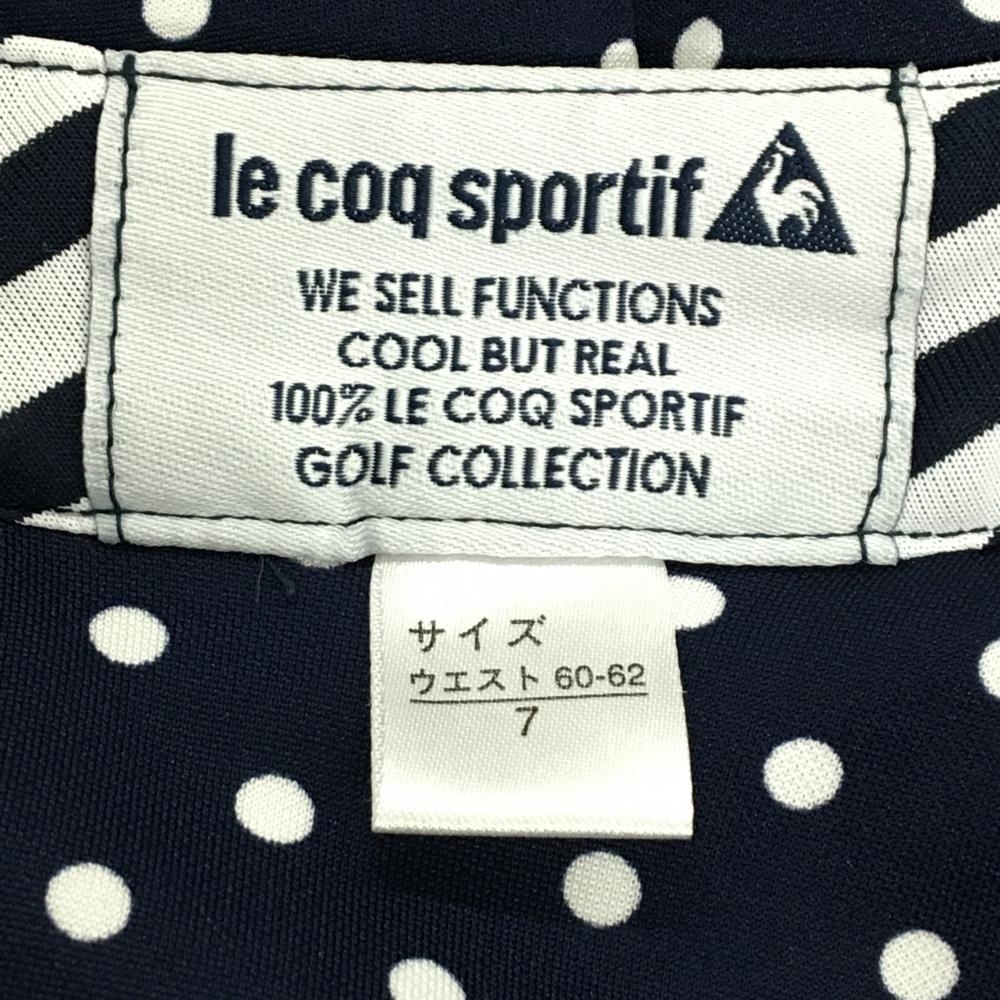 le coq sportif
WE SELL FUNCTIONS
COOL BUT REAL
100% LE COQ SPORTIF
GOLF COLLECTION
サイズ
ウエスト 60-62
7